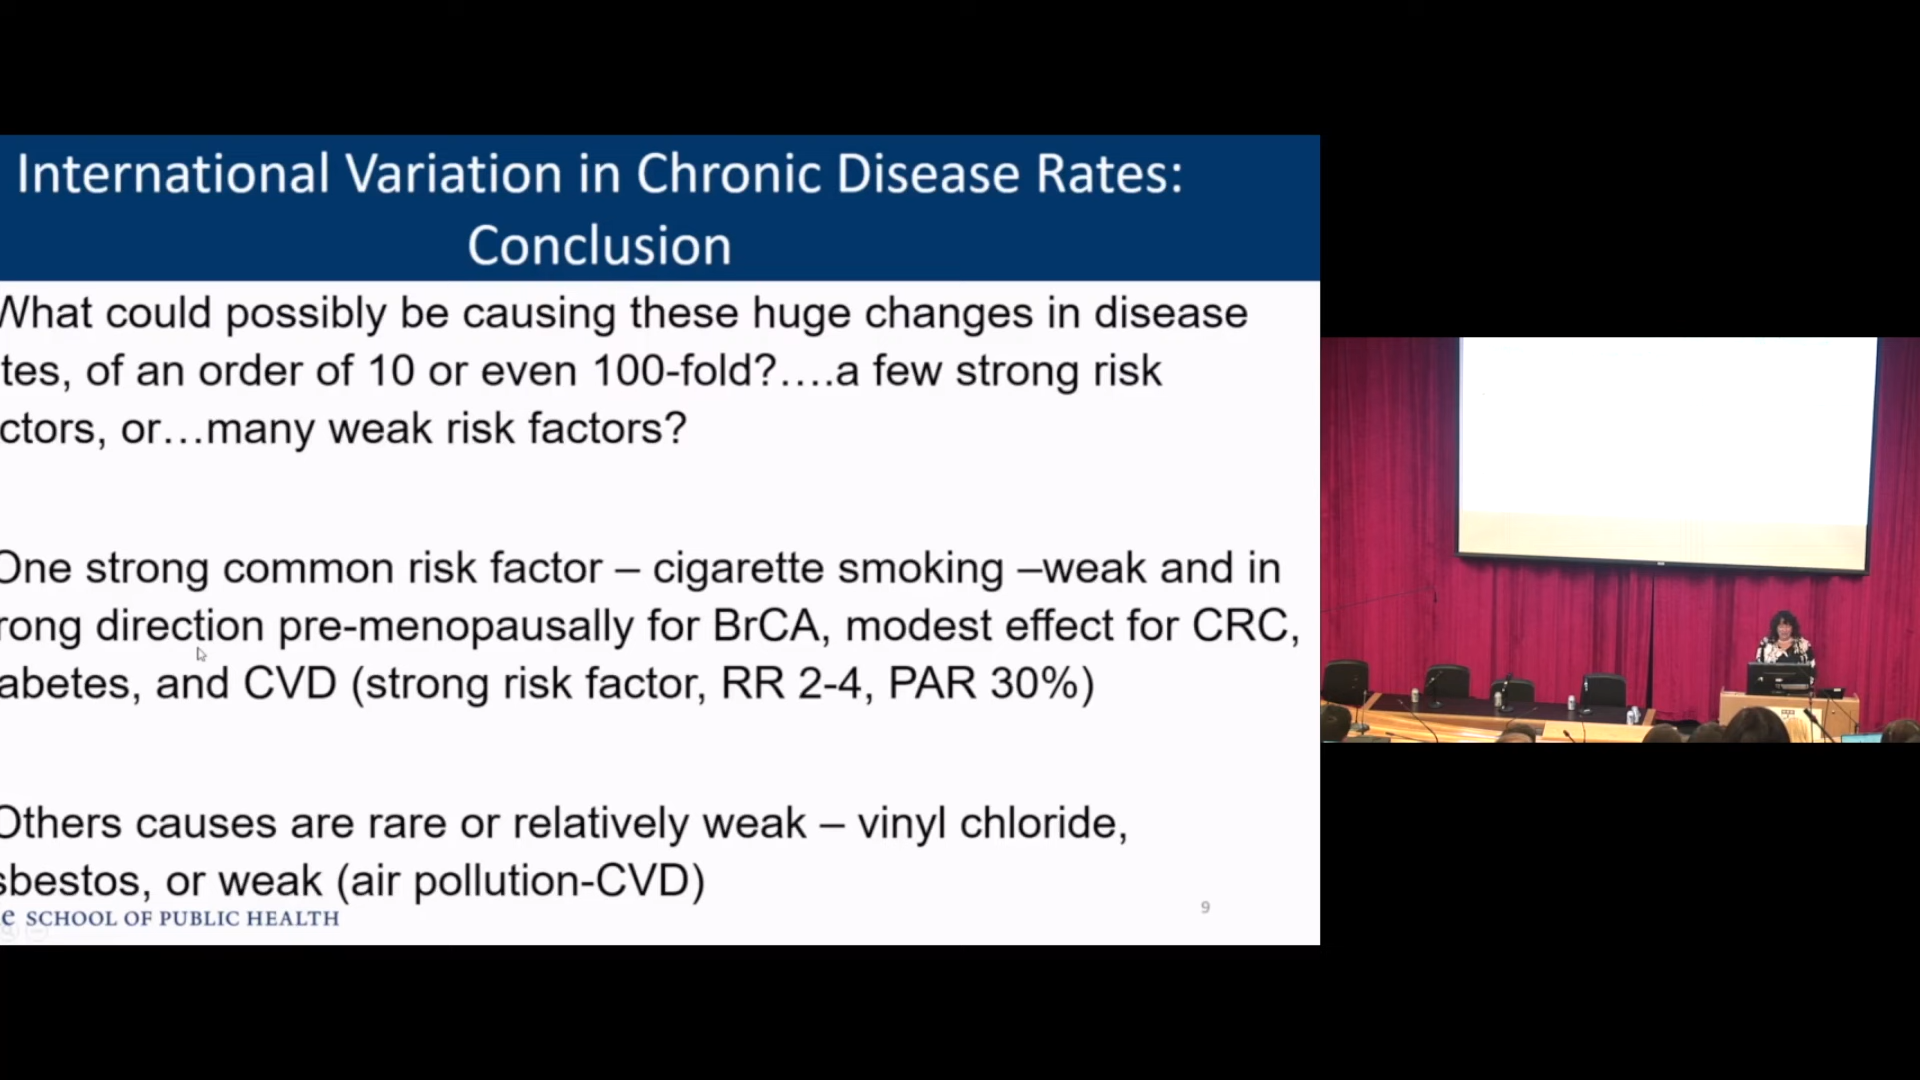 International Variation in Chronic Disease Rates:
Conclusion
What could possibly be causing these huge changes in disease
tes, of an order of 10 or even 100-fold?….a few strong risk
ctors, or…many weak risk factors?
One strong common risk factor – cigarette smoking –weak and in
rong direction pre-menopausally for BrCA, modest effect for CRC,
abetes, and CVD (strong risk factor, RR 2-4, PAR 30%)
Others causes are rare or relatively weak – vinyl chloride,
sbestos, or weak (air pollution-CVD)
e SCHOOL OF PUBLIC HEALTH
9